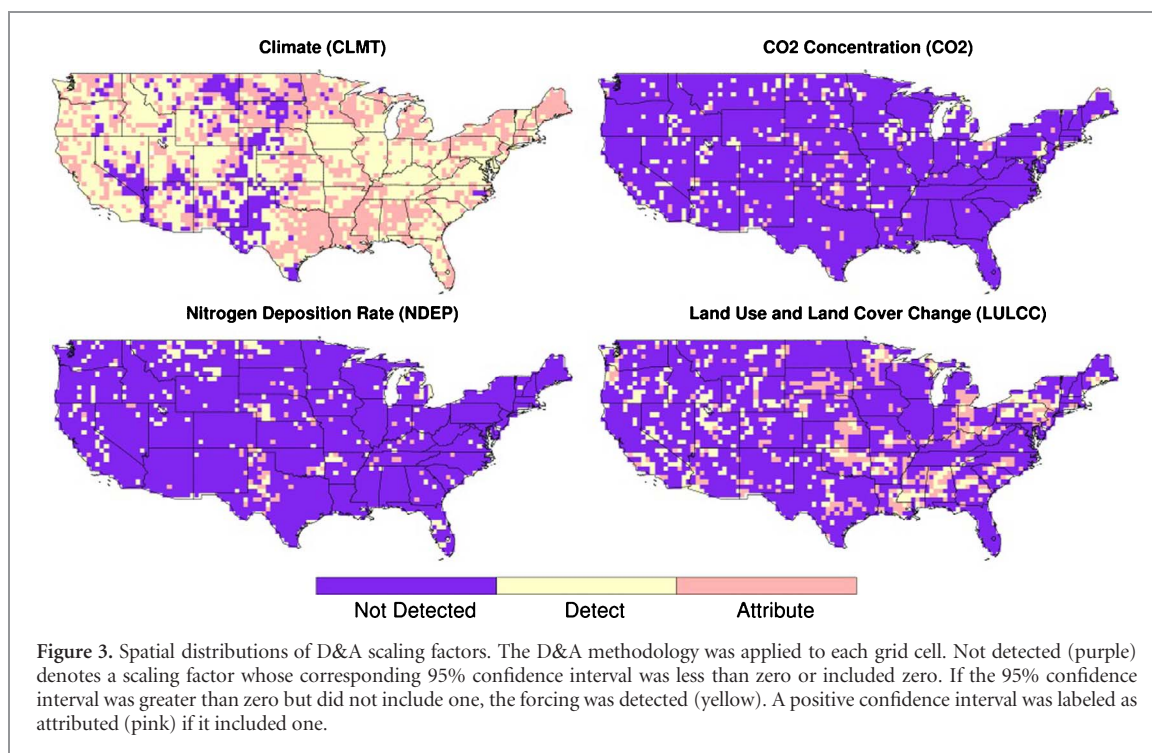 Climate (CLMT)
CO2 Concentration (CO2)
Nitrogen Deposition Rate (NDEP)
Land Use and Land Cover Change (LULCC)
Not Detected
Detect
Attribute
Figure 3. Spatial distributions of D&A scaling factors. The D&A methodology was applied to each grid cell. Not detected (purple)
denotes a scaling factor whose corresponding 95% confidence interval was less than zero or included zero. If the 95% confidence
interval was greater than zero but did not include one, the forcing was detected (yellow). A positive confidence interval was labeled as
attributed (pink) if it included one.